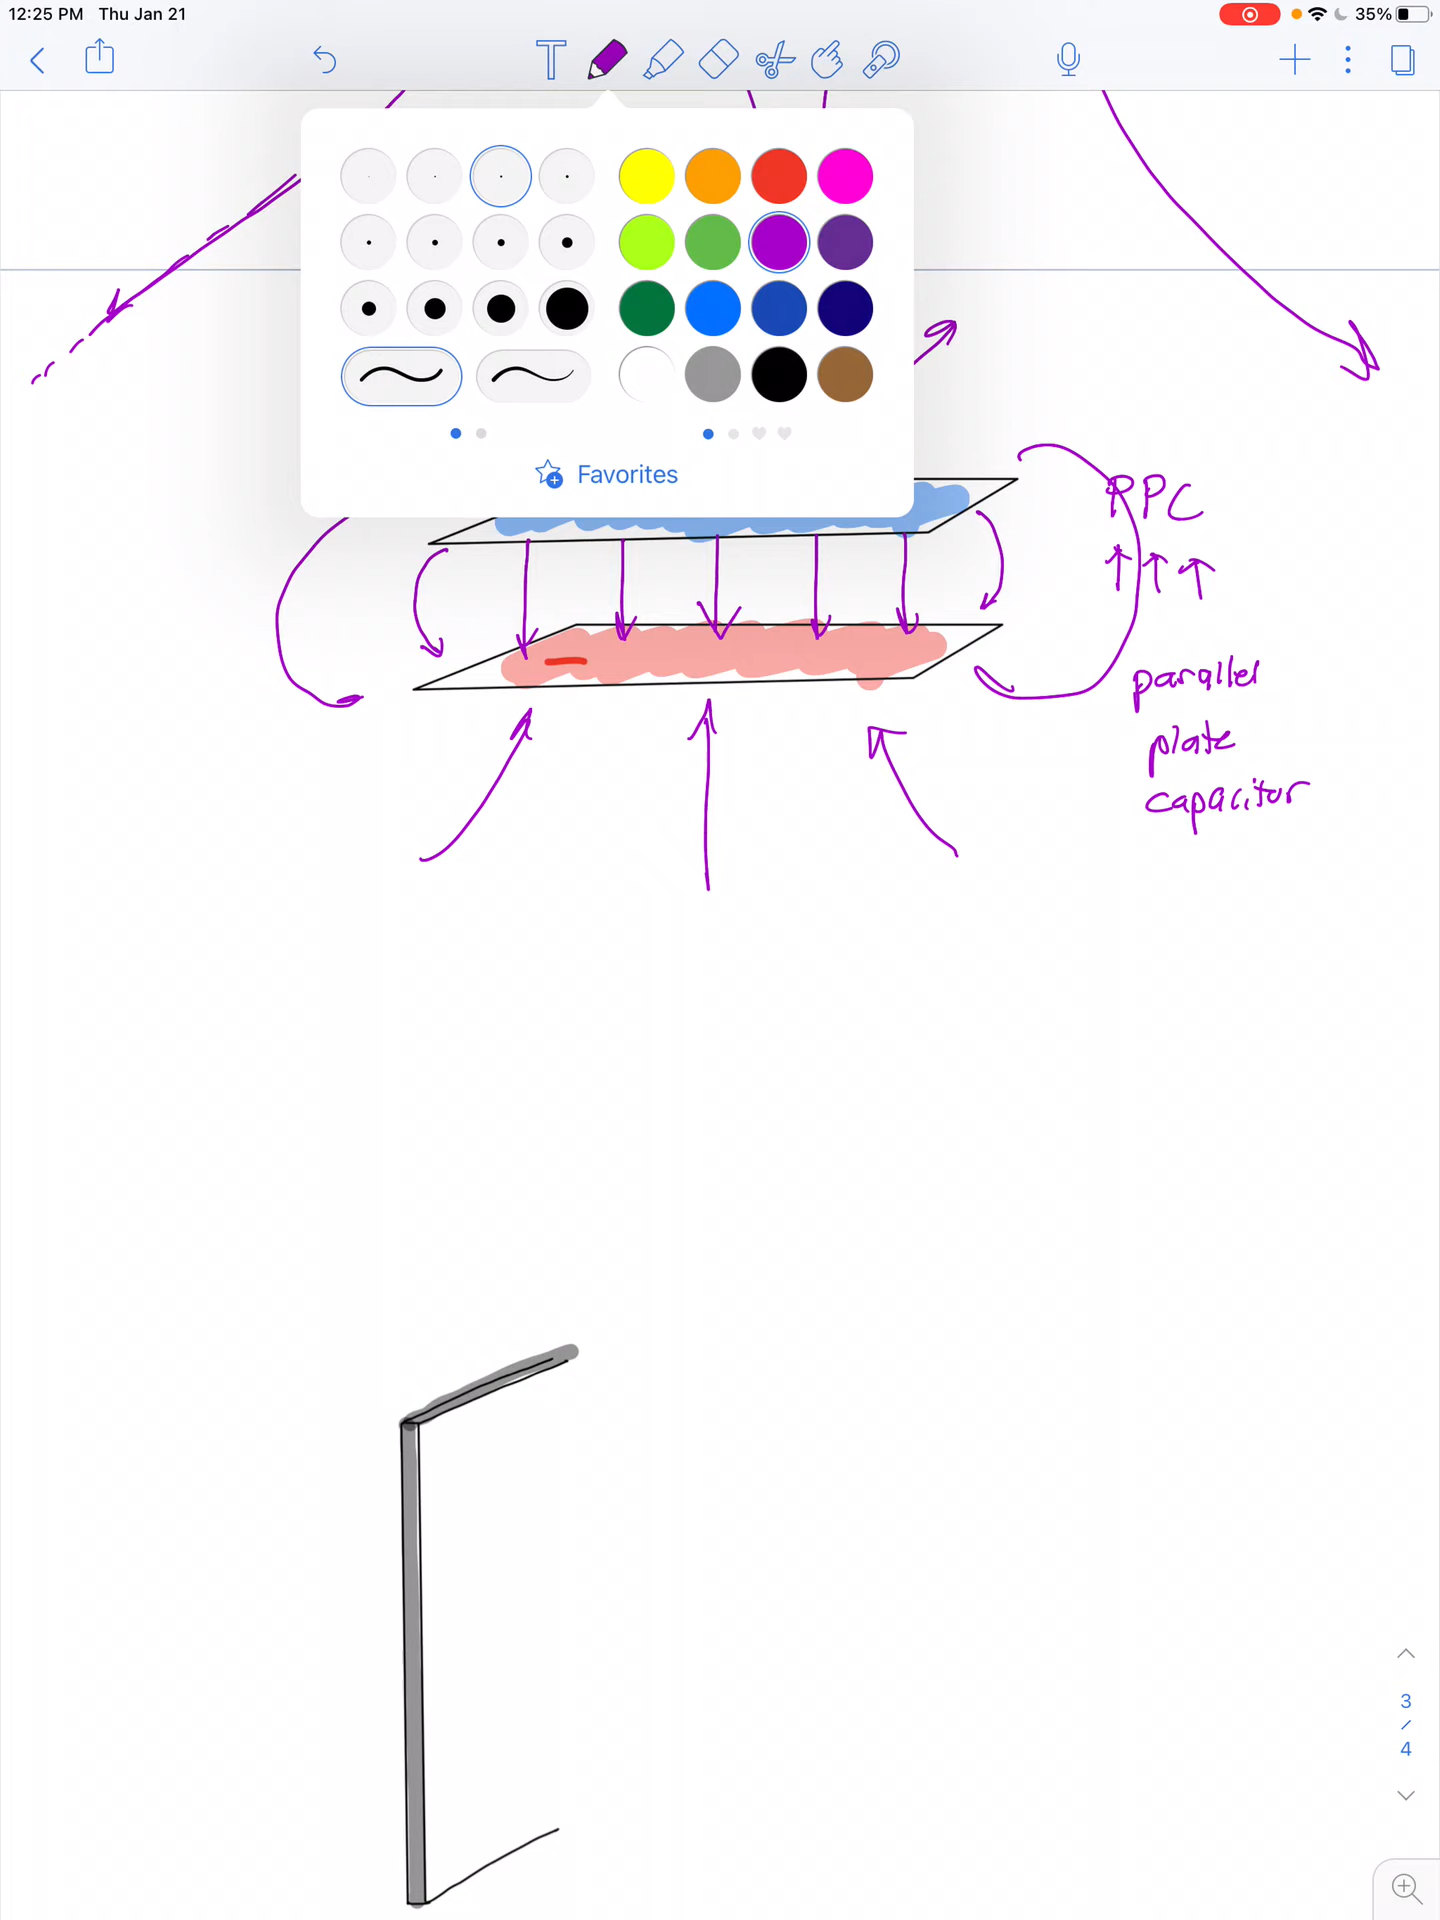 12:25 PM Thu Jan 21
35%
T
Favorites
PPC
parallel
plate
capacitor
3
/
4